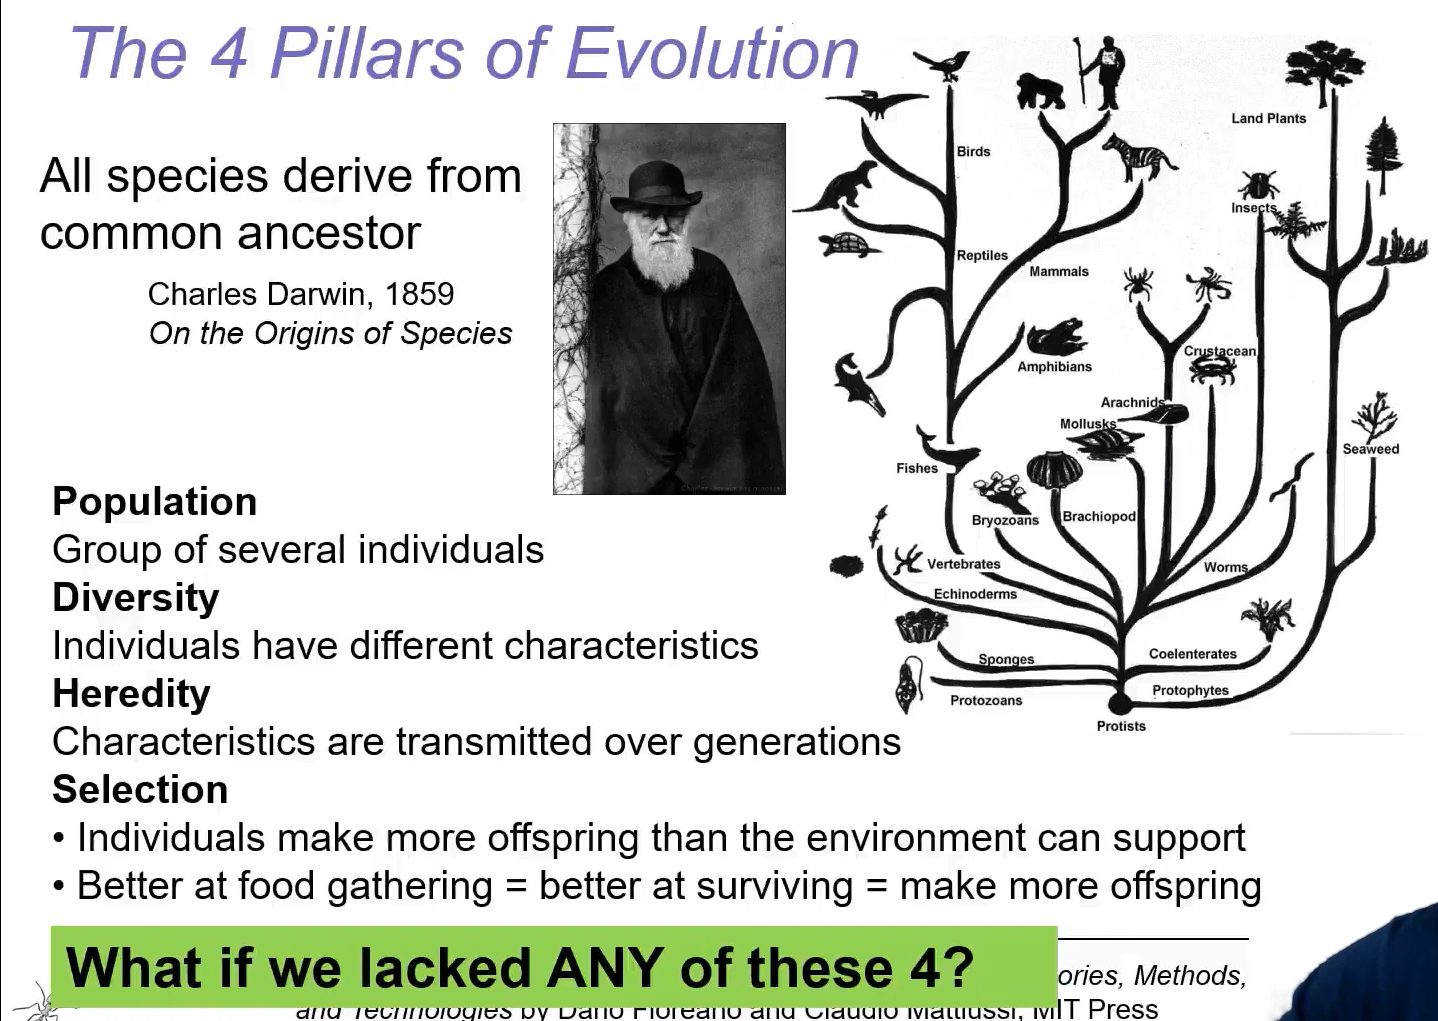 The 4 Pillars of Evolution
All species derive from
common ancestor
Charles Darwin, 1859
On the Origins of Species
Population
Group of several individuals
Diversity
Individuals have different characteristics
Heredity
Characteristics are transmitted over generations
Selection
• Individuals make more offspring than the environment can support
• Better at food gathering = better at surviving = make more offspring
What if we lacked ANY of these 4?
ories, Methods,
and Technologies by Dario Floreano and Claudio Mattiussi, MIT Press
Land Plants
Birds
Insects
Reptiles
Mammals
Crustacean
Amphibians
Arachnids
Mollusks
Seaweed
Fishes
Bryozoans
Brachiopod
Vertebrates
Worms
Echinoderms
Sponges
Coelenterates
Protozoans
Protophytes
Protists